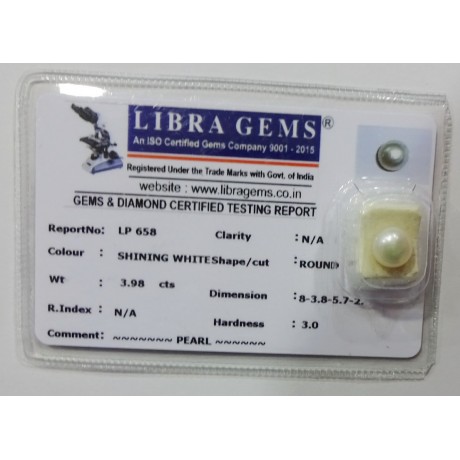 LIBRA GEMS®
An ISO Certified Gems Company 9001 - 2015
Registered Under the Trade Marks with Govt. of India
website : www.libragems.co.in
GEMS & DIAMOND CERTIFIED TESTING REPORT
ReportNo: LP 658 Clarity : N/A
Colour : SHINING WHITE Shape/cut : ROUND
Wt : 3.98 cts Dimension : 8-3.8-5.7-2.
R.Index : N/A Hardness : 3.0
Comment: ~~~~~~~ PEARL ~~~~~~~